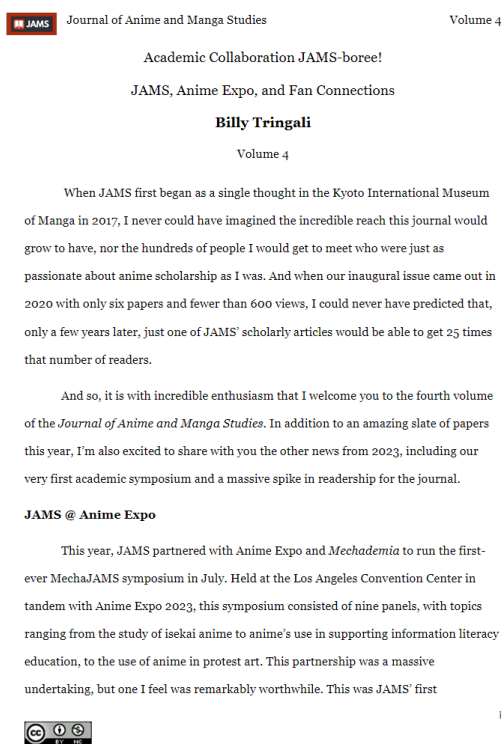 JAMS Journal of Anime and Manga Studies Volume 4
Academic Collaboration JAMS-boree!
JAMS, Anime Expo, and Fan Connections
Billy Tringali
Volume 4
When JAMS first began as a single thought in the Kyoto International Museum
of Manga in 2017, I never could have imagined the incredible reach this journal would
grow to have, nor the hundreds of people I would get to meet who were just as
passionate about anime scholarship as I was. And when our inaugural issue came out in
2020 with only six papers and fewer than 600 views, I could never have predicted that,
only a few years later, just one of JAMS’ scholarly articles would be able to get 25 times
that number of readers.
And so, it is with incredible enthusiasm that I welcome you to the fourth volume
of the Journal of Anime and Manga Studies. In addition to an amazing slate of papers
this year, I’m also excited to share with you the other news from 2023, including our
very first academic symposium and a massive spike in readership for the journal.
JAMS @ Anime Expo
This year, JAMS partnered with Anime Expo and Mechademia to run the first-
ever MechaJAMS symposium in July. Held at the Los Angeles Convention Center in
tandem with Anime Expo 2023, this symposium consisted of nine panels, with topics
ranging from the study of isekai anime to anime’s use in supporting information literacy
education, to the use of anime in protest art. This partnership was a massive
undertaking, but one I feel was remarkably worthwhile. This was JAMS’ first
i
cc BY NC